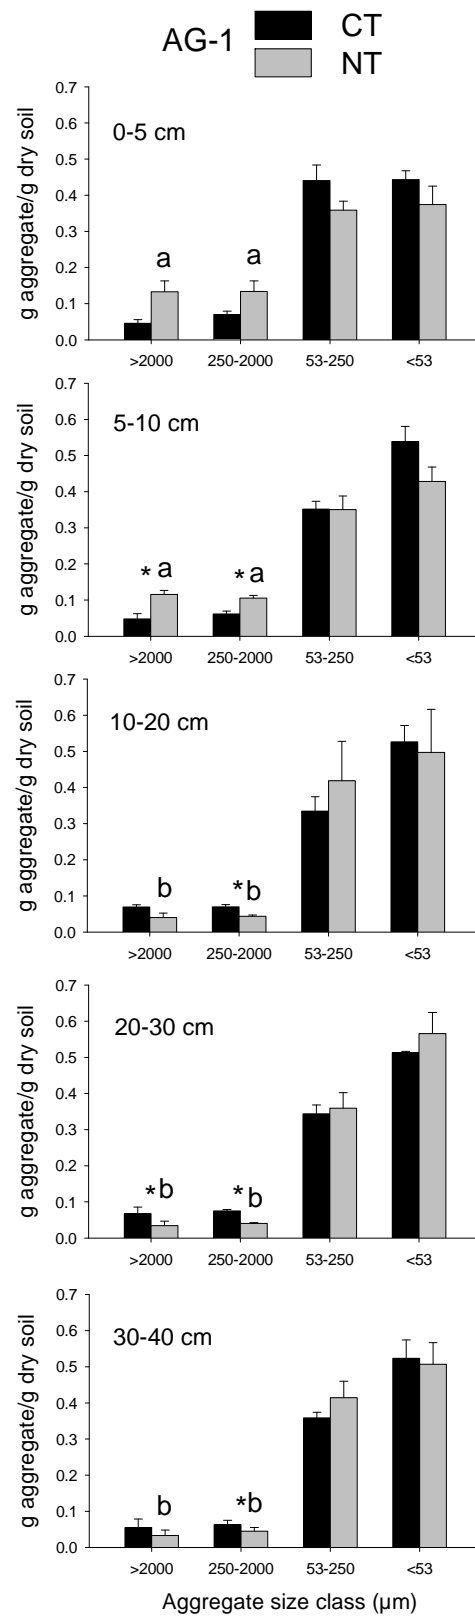 AG-1
CT
NT
g aggregate/g dry soil
0.7
0.6
0.5
0.4
0.3
0.2
0.1
0.0
0-5 cm
a a
>2000 250-2000 53-250 <53
g aggregate/g dry soil
0.7
0.6
0.5
0.4
0.3
0.2
0.1
0.0
5-10 cm
*a *a
>2000 250-2000 53-250 <53
g aggregate/g dry soil
0.7
0.6
0.5
0.4
0.3
0.2
0.1
0.0
10-20 cm
b *b
>2000 250-2000 53-250 <53
g aggregate/g dry soil
0.7
0.6
0.5
0.4
0.3
0.2
0.1
0.0
20-30 cm
*b *b
>2000 250-2000 53-250 <53
g aggregate/g dry soil
0.7
0.6
0.5
0.4
0.3
0.2
0.1
0.0
30-40 cm
b *b
>2000 250-2000 53-250 <53
Aggregate size class (µm)